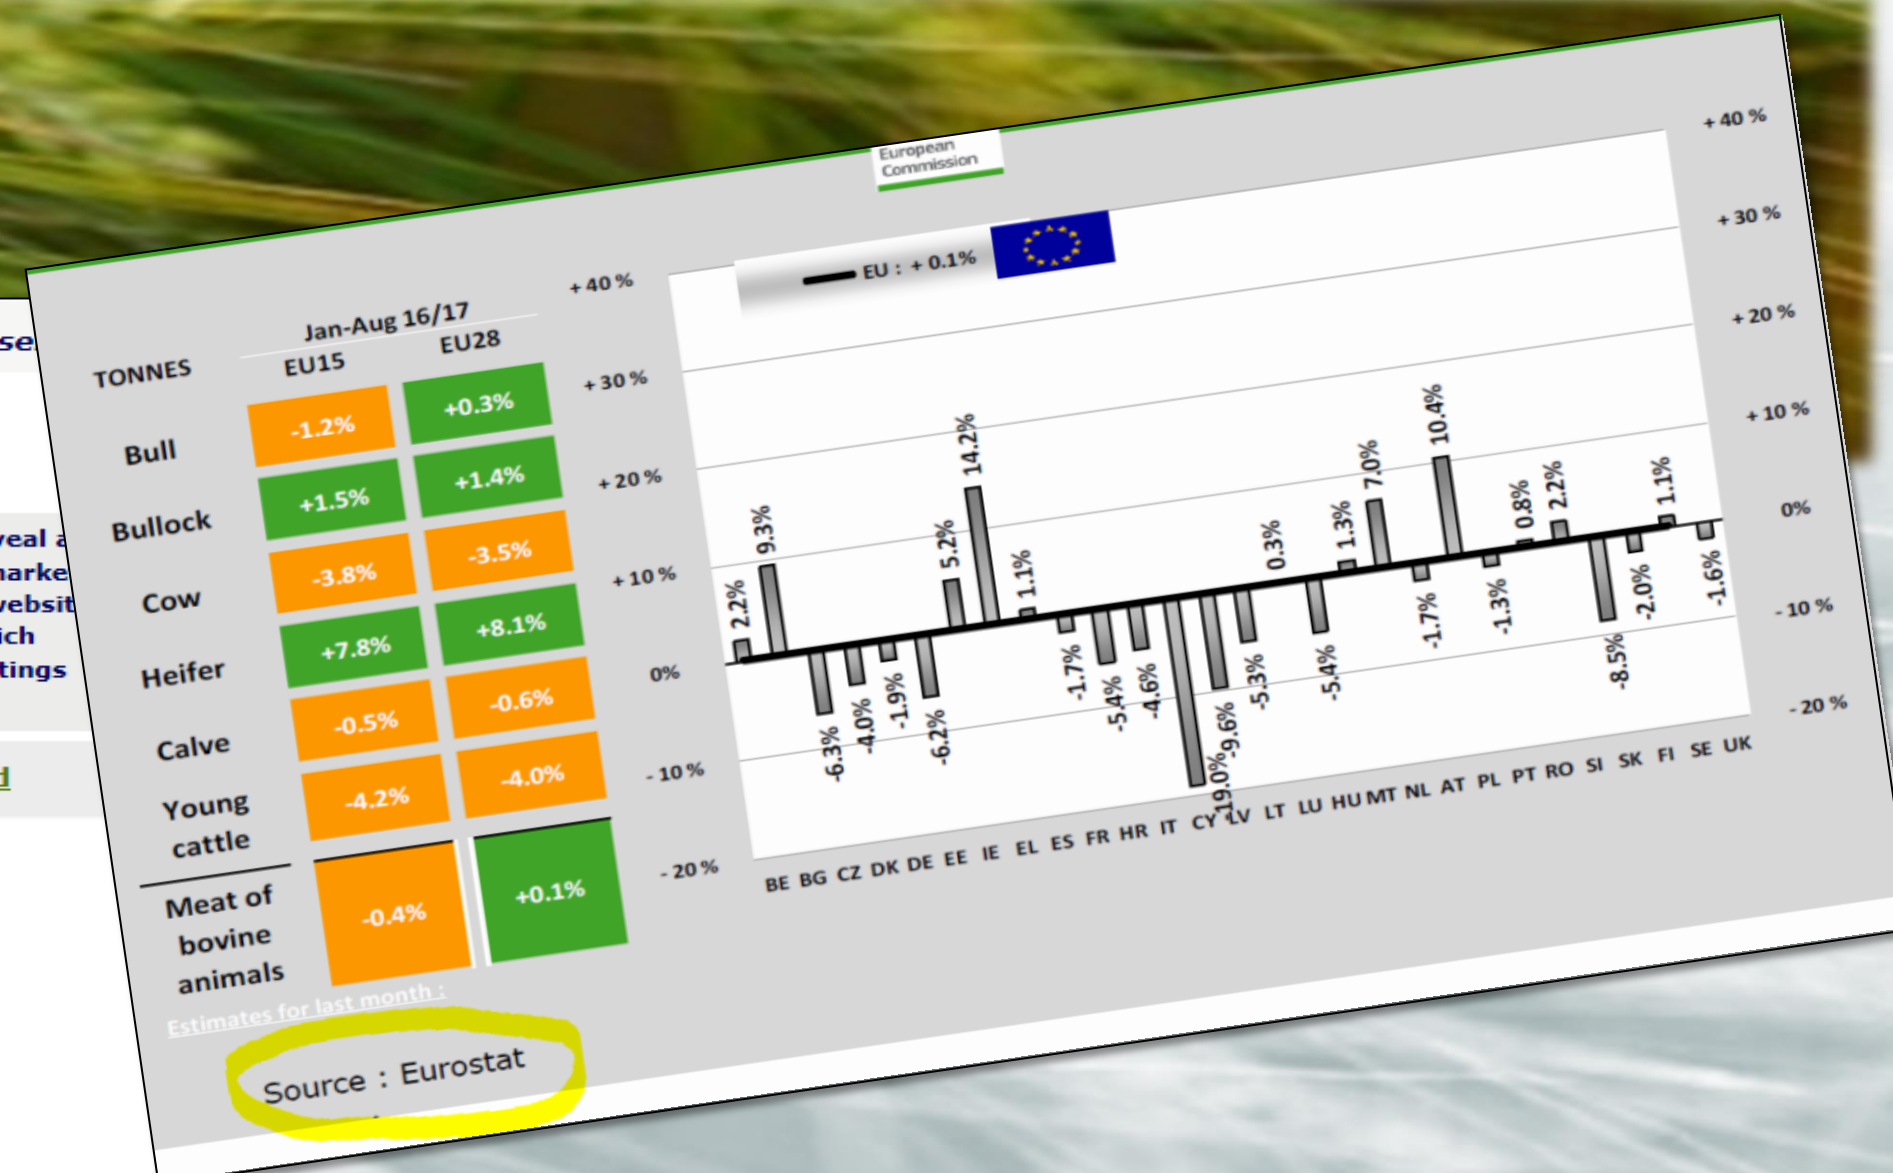 European
Commission
EU : + 0.1%
Jan-Aug 16/17
TONNES EU15 EU28
Bull -1.2% +0.3%
Bullock +1.5% +1.4%
Cow -3.8% -3.5%
Heifer +7.8% +8.1%
Calve -0.5% -0.6%
Young
cattle -4.2% -4.0%
Meat of
bovine
animals -0.4% +0.1%
Estimates for last month :
Source : Eurostat
+ 40 %
+ 30 %
+ 20 %
+ 10 %
0%
- 10 %
- 20 %
2.2% 9.3% -6.3% -4.0% -1.9% -6.2% 5.2% 14.2% 1.1% -1.7% -5.4% -4.6% -19.0% -9.6% -5.3% 0.3% -5.4% 1.3% 7.0% -1.7% 10.4% -1.3% 0.8% 2.2% -8.5% -2.0% 1.1% -1.6%
BE BG CZ DK DE EE IE EL ES FR HR IT CY LV LT LU HU MT NL AT PL PT RO SI SK FI SE UK
+ 40 %
+ 30 %
+ 20 %
+ 10 %
0%
- 10 %
- 20 %
veal a
ich
tings